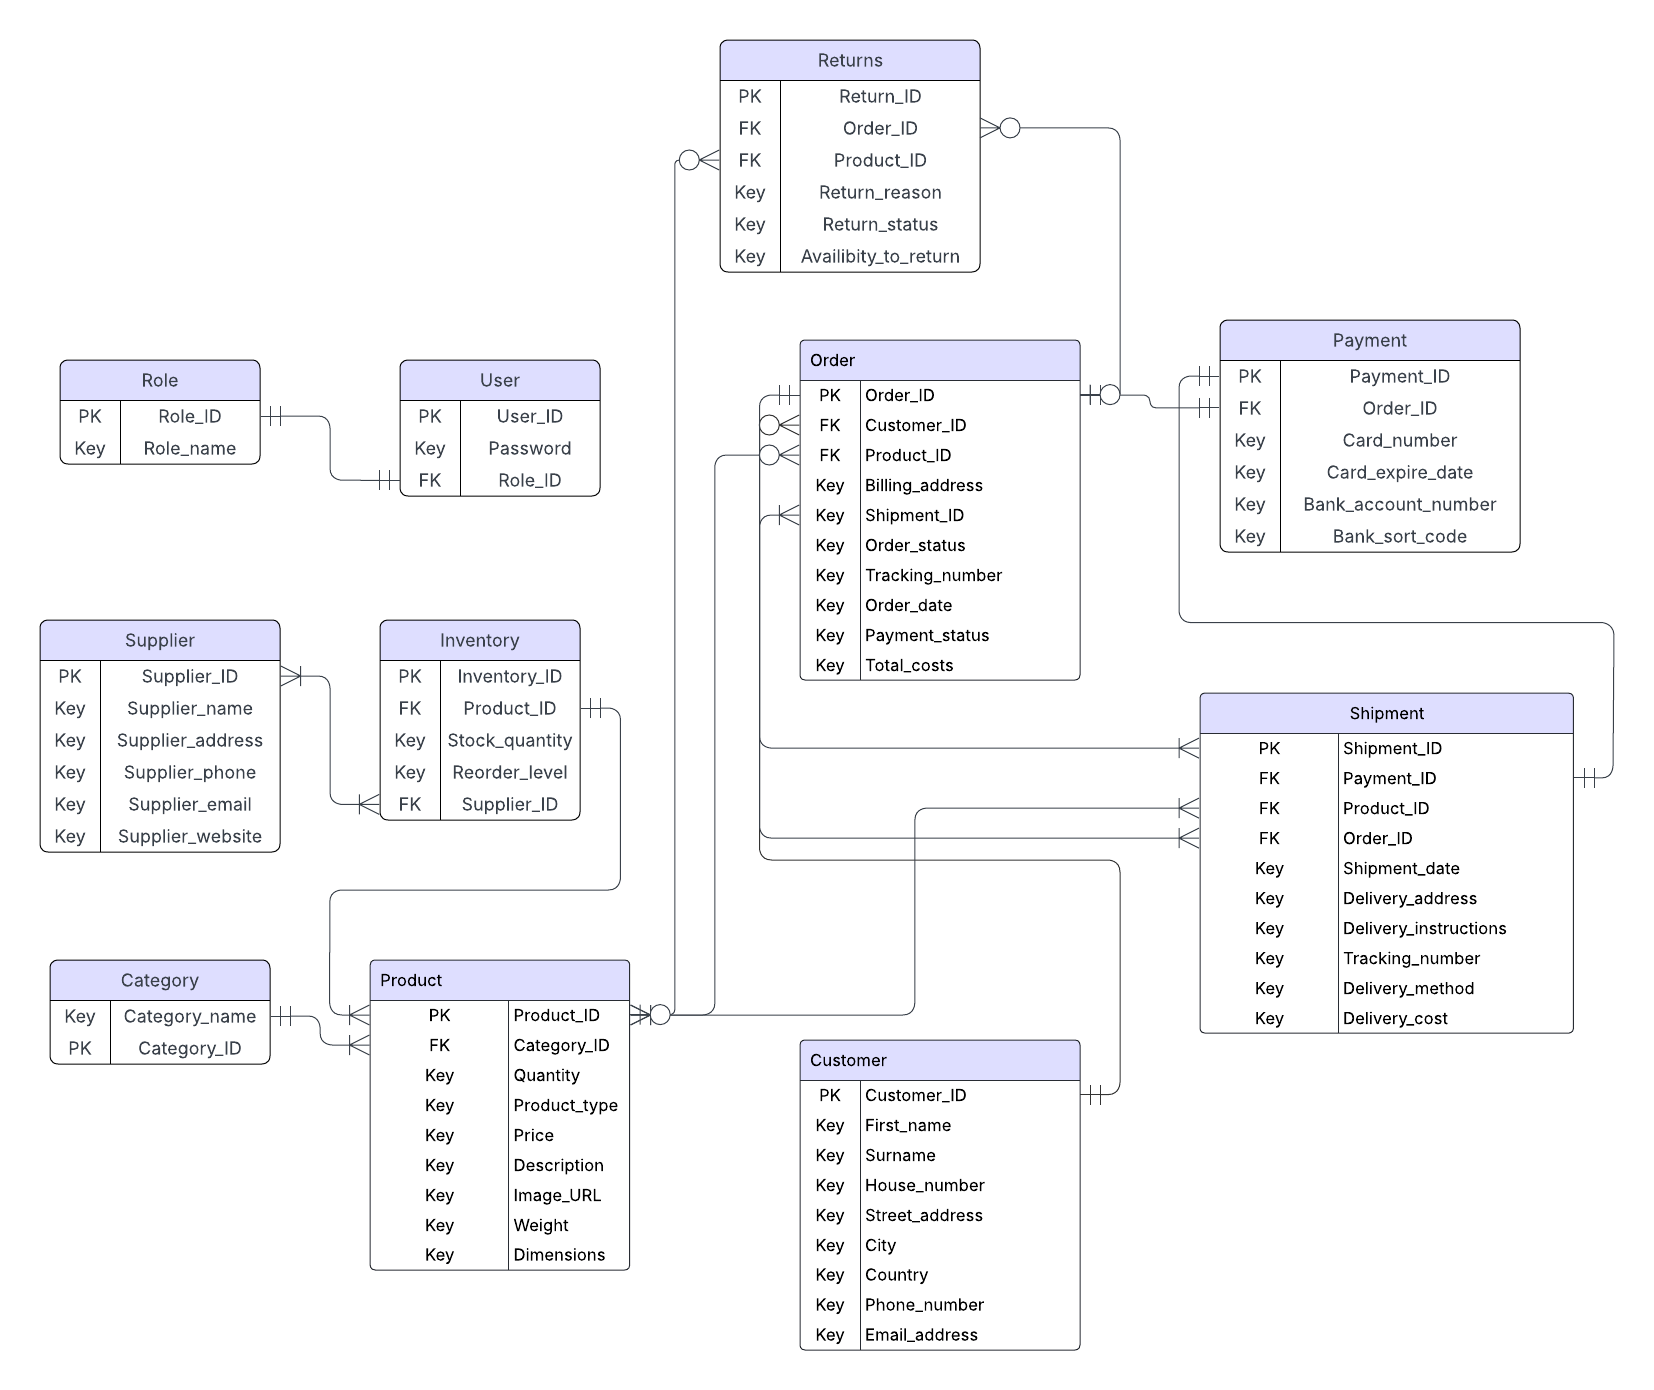 Returns
PK Return_ID
FK Order_ID
FK Product_ID
Key Return_reason
Key Return_status
Key Availibity_to_return
Role
PK Role_ID
Key Role_name
User
PK User_ID
Key Password
FK Role_ID
Order
PK Order_ID
FK Customer_ID
FK Product_ID
Key Billing_address
Key Shipment_ID
Key Order_status
Key Tracking_number
Key Order_date
Key Payment_status
Key Total_costs
Payment
PK Payment_ID
FK Order_ID
Key Card_number
Key Card_expire_date
Key Bank_account_number
Key Bank_sort_code
Supplier
PK Supplier_ID
Key Supplier_name
Key Supplier_address
Key Supplier_phone
Key Supplier_email
Key Supplier_website
Inventory
PK Inventory_ID
FK Product_ID
Key Stock_quantity
Key Reorder_level
FK Supplier_ID
Shipment
PK Shipment_ID
FK Payment_ID
FK Product_ID
FK Order_ID
Key Shipment_date
Key Delivery_address
Key Delivery_instructions
Key Tracking_number
Key Delivery_method
Key Delivery_cost
Category
Key Category_name
PK Category_ID
Product
PK Product_ID
FK Category_ID
Key Quantity
Key Product_type
Key Price
Key Description
Key Image_URL
Key Weight
Key Dimensions
Customer
PK Customer_ID
Key First_name
Key Surname
Key House_number
Key Street_address
Key City
Key Country
Key Phone_number
Key Email_address